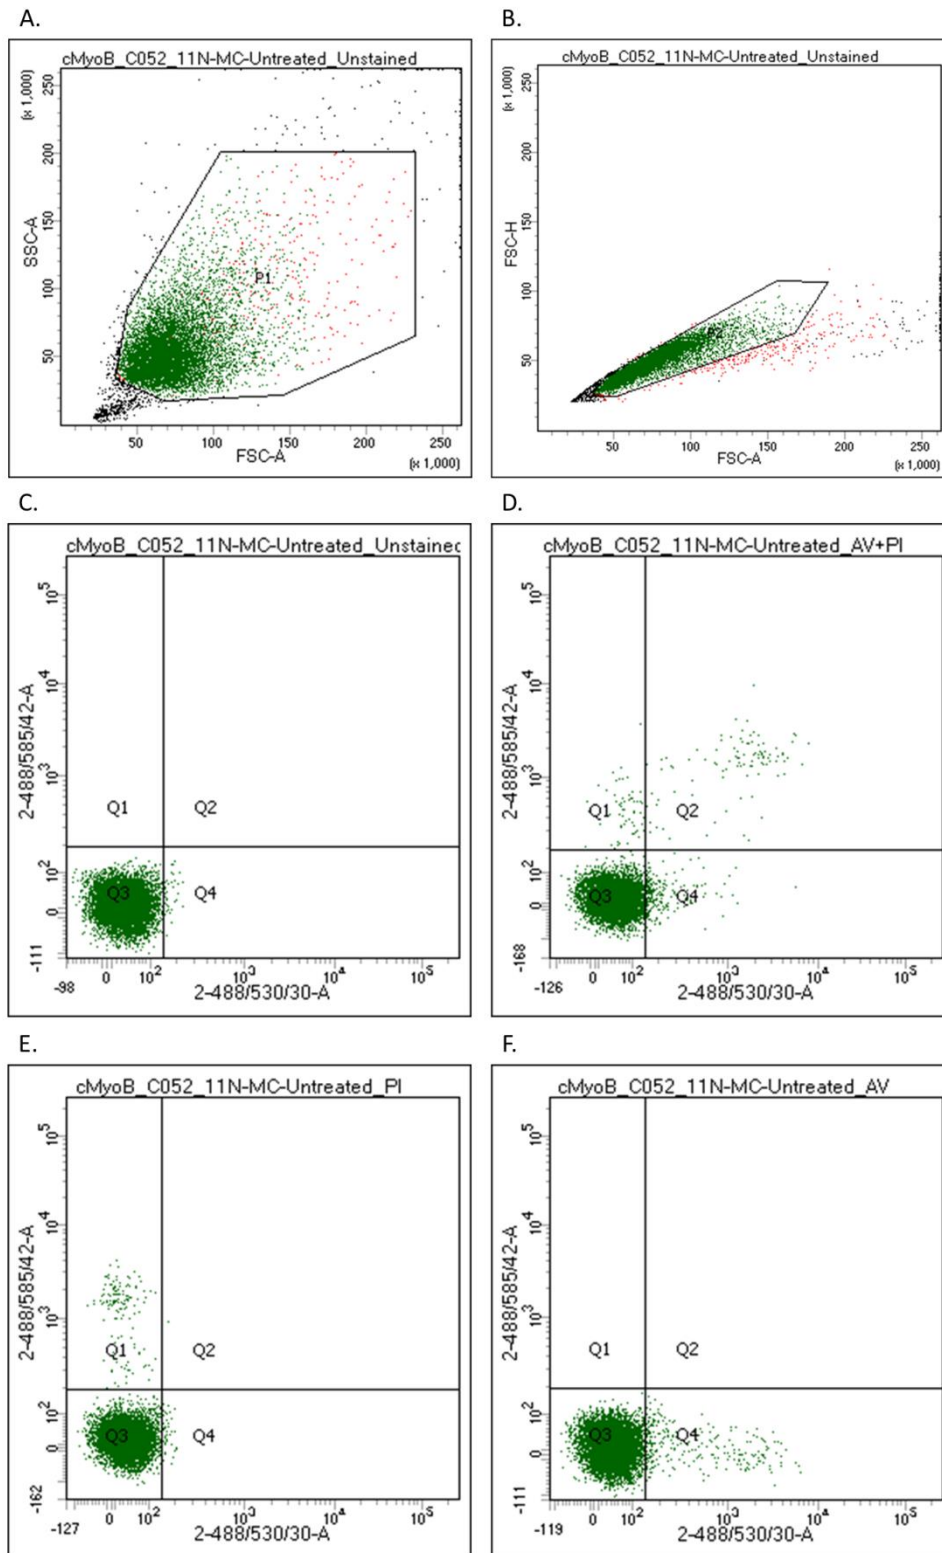 A.
cMyoB_C052_11N-MC-Untreated_Unstained
(x 1,000)
250
200
150
100
50
SSC-A
P1
50 100 150 200 250
FSC-A
(x 1,000)
B.
cMyoB_C052_11N-MC-Untreated_Unstained
(x 1,000)
250
200
150
100
50
FSC-H
P2
50 100 150 200 250
FSC-A
(x 1,000)
C.
cMyoB_C052_11N-MC-Untreated_Unstained
10^5
10^4
10^3
10^2
0
-111
2-488/585/42-A
Q1 Q2
Q3 Q4
-98 0 10^2 10^3 10^4 10^5
2-488/530/30-A
D.
cMyoB_C052_11N-MC-Untreated_AV+PI
10^5
10^4
10^3
10^2
0
-168
2-488/585/42-A
Q1 Q2
Q3 Q4
-126 0 10^2 10^3 10^4 10^5
2-488/530/30-A
E.
cMyoB_C052_11N-MC-Untreated_PI
10^5
10^4
10^3
10^2
0
-162
2-488/585/42-A
Q1 Q2
Q3 Q4
-127 0 10^2 10^3 10^4 10^5
2-488/530/30-A
F.
cMyoB_C052_11N-MC-Untreated_AV
10^5
10^4
10^3
10^2
0
-111
2-488/585/42-A
Q1 Q2
Q3 Q4
-119 0 10^2 10^3 10^4 10^5
2-488/530/30-A